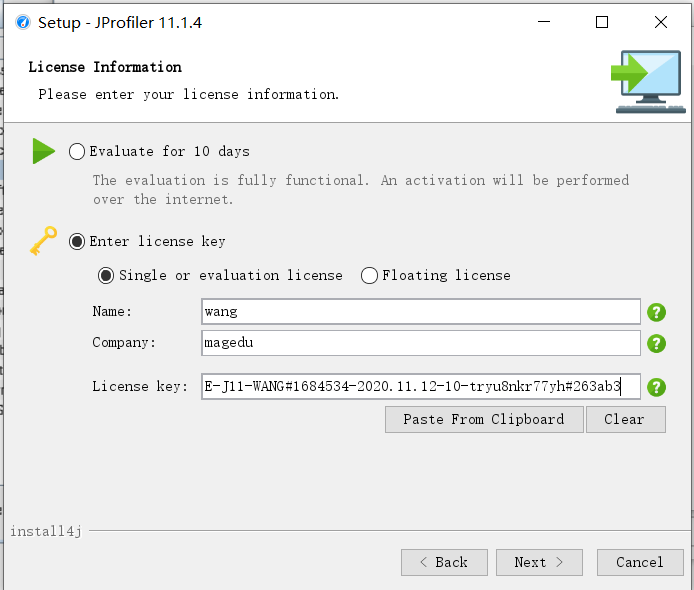 Setup - JProfiler 11.1.4
License Information
Please enter your license information.
Evaluate for 10 days
The evaluation is fully functional. An activation will be performed
over the internet.
Enter license key
Single or evaluation license
Floating license
Name:
wang
Company:
magedu
License key:
E-J11-WANG#1684534-2020.11.12-10-tryu8nkr77yh#263ab3
Paste From Clipboard
Clear
install4j
< Back
Next >
Cancel